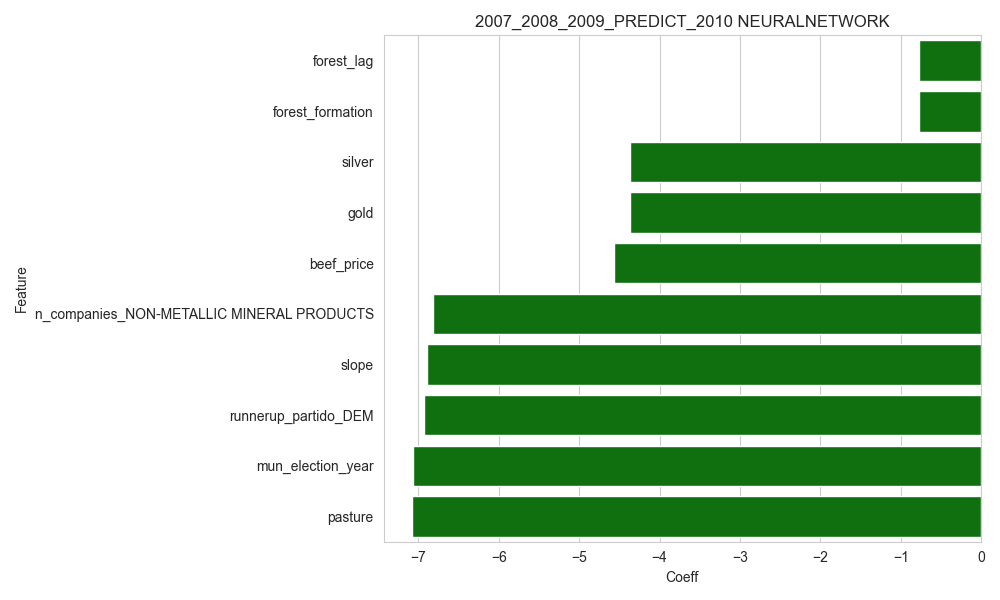 2007_2008_2009_PREDICT_2010 NEURALNETWORK
forest_lag
forest_formation
silver
gold
beef_price
n_companies_NON-METALLIC MINERAL PRODUCTS
slope
runnerup_partido_DEM
mun_election_year
pasture
Feature
−7 −6 −5 −4 −3 −2 −1 0
Coeff